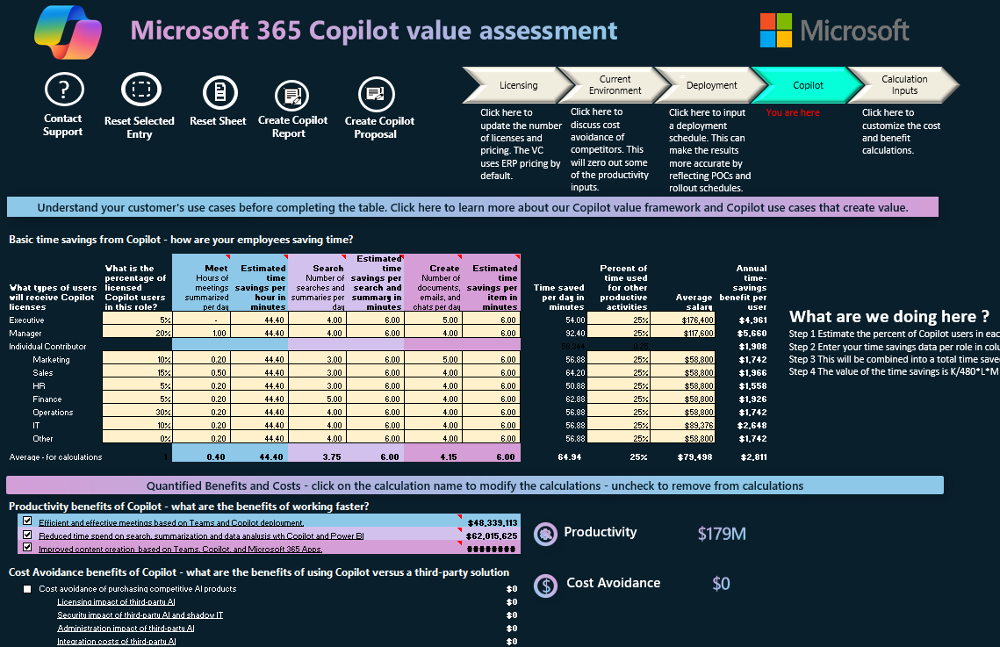 Microsoft 365 Copilot value assessment
Microsoft
?
Contact
Support
Reset Selected
Entry
Reset Sheet
Create Copilot
Report
Create Copilot
Proposal
Licensing
Current
Environment
Deployment
Copilot
Calculation
Inputs
Click here to
update the number
of licenses and
pricing. The VC
uses ERP pricing by
default.
Click here to
discuss cost
avoidance of
competitors. This
will zero out some
of the productivity
inputs.
Click here to input
a deployment
schedule. This can
make the results
more accurate by
reflecting POCs and
rollout schedules.
You are here
Click here to
customize the cost
and benefit
calculations.
Understand your customer's use cases before completing the table. Click here to learn more about our Copilot value framework and Copilot use cases that create value.
Basic time savings from Copilot - how are your employees saving time?
What types of users
will receive Copilot
licenses
What is the
percentage of
licensed
Copilot users
in this role?
Meet
Hours of
meetings
summarized
per day
Estimated
time
savings per
hour in
minutes
Search
Number of
searches and
summaries per
day
Estimated
time
savings per
search and
summary in
minutes
Create
Number of
documents,
emails, and
chats per day
Estimated
time
savings per
item in
minutes
Time saved
per day in
minutes
Percent of
time used
for other
productive
activities
Average
salary
Annual
time-
savings
benefit per
user
Executive 5% - 44.40 4.00 6.00 5.00 6.00 54.00 25% $176,400 $4,961
Manager 20% 1.00 44.40 4.00 6.00 4.00 6.00 92.40 25% $117,600 $5,660
Individual Contributor 58.344 0.25 $1,908
Marketing 10% 0.20 44.40 3.00 6.00 5.00 6.00 56.88 25% $58,800 $1,742
Sales 15% 0.50 44.40 3.00 6.00 4.00 6.00 64.20 25% $58,800 $1,966
HR 5% 0.20 44.40 3.00 6.00 4.00 6.00 50.88 25% $58,800 $1,558
Finance 5% 0.20 44.40 5.00 6.00 4.00 6.00 62.88 25% $58,800 $1,926
Operations 30% 0.20 44.40 4.00 6.00 4.00 6.00 56.88 25% $58,800 $1,742
IT 10% 0.20 44.40 4.00 6.00 4.00 6.00 56.88 25% $89,376 $2,648
Other 0% 0.20 44.40 4.00 6.00 4.00 6.00 56.88 25% $58,800 $1,742
Average - for calculations 1 0.40 44.40 3.75 6.00 4.15 6.00 64.94 25% $79,498 $2,811
What are we doing here ?
Step 1 Estimate the percent of Copilot users in eac
Step 2 Enter your time savings data per role in colu
Step 3 This will be combined into a total time save
Step 4 The value of the time savings is K/480*L*M
Quantified Benefits and Costs - click on the calculation name to modify the calculations - uncheck to remove from calculations
Productivity benefits of Copilot - what are the benefits of working faster?
Efficient and effective meetings based on Teams and Copilot deployment. $48,339,113
Reduced time spend on search, summarization and data analysis wth Copilot and Power BI $62,015,625
Improved content creation based on Teams, Copilot, and Microsoft 365 Apps. ########
Productivity $179M
Cost Avoidance benefits of Copilot - what are the benefits of using Copilot versus a third-party solution
Cost avoidance of purchasing competitive AI products $0
Licensing impact of third-party AI $0
Security impact of third-party AI and shadow IT $0
Administration impact of third-party AI $0
Integration costs of third-party AI $0
Cost Avoidance $0